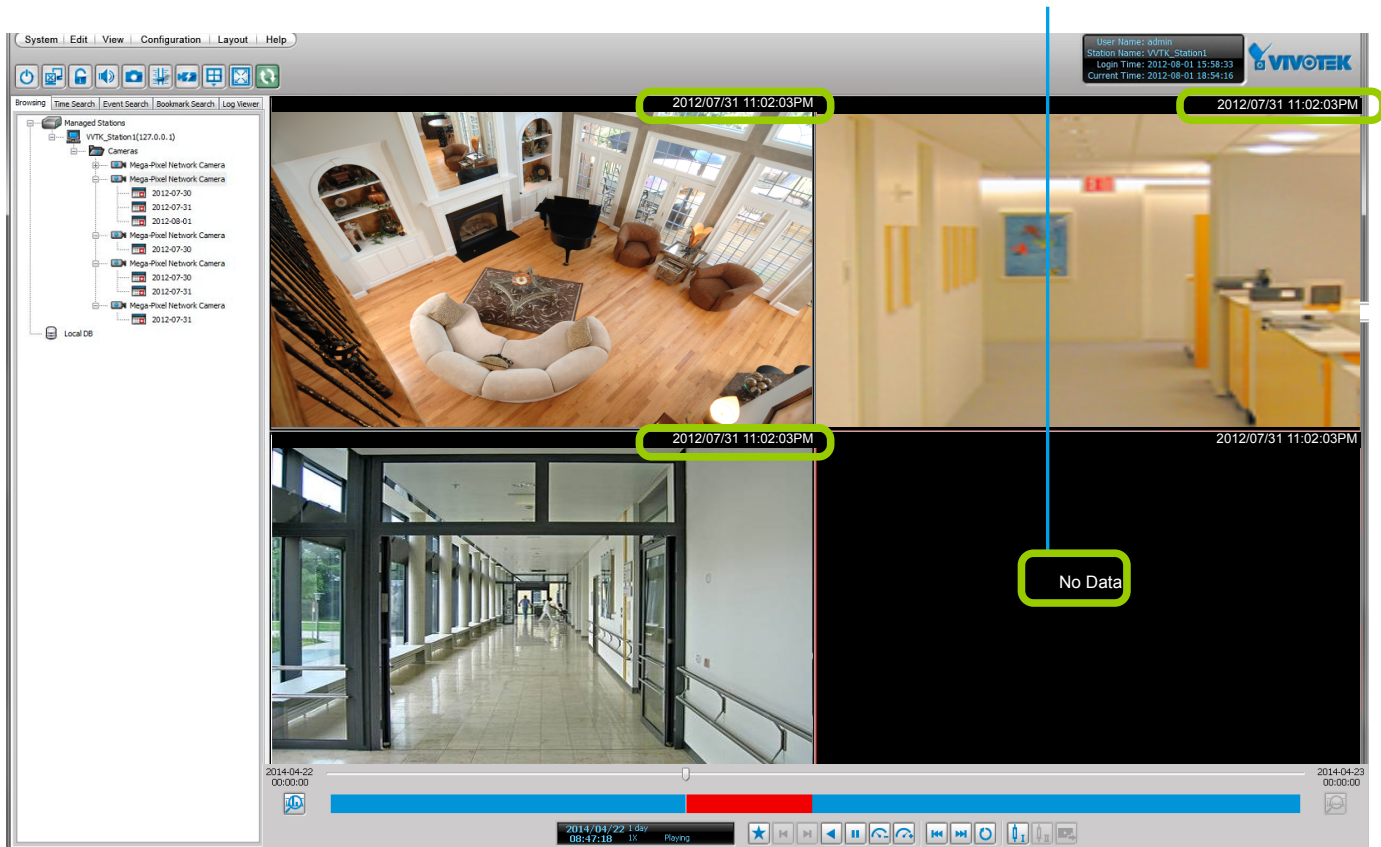 System Edit View Configuration Layout Help
User Name: admin
Station Name: VVTK_Station1
Login Time: 2012-08-01 15:58:33
Current Time: 2012-08-01 18:54:16
VIVOTEK
Browsing Time Search Event Search Bookmark Search Log Viewer
2012/07/31 11:02:03PM
2012/07/31 11:02:03PM
Managed Stations
VVTK_Station1(127.0.0.1)
Cameras
Mega-Pixel Network Camera
Mega-Pixel Network Camera
2012-07-30
2012-07-31
2012-08-01
Mega-Pixel Network Camera
2012-07-30
Mega-Pixel Network Camera
2012-07-30
2012-07-31
Mega-Pixel Network Camera
2012-07-31
Local DB
EXIT
2012/07/31 11:02:03PM
2012/07/31 11:02:03PM
No Data
2014-04-22
00:00:00
2014-04-23
00:00:00
2014/04/22 1 day
08:47:18 1X Playing